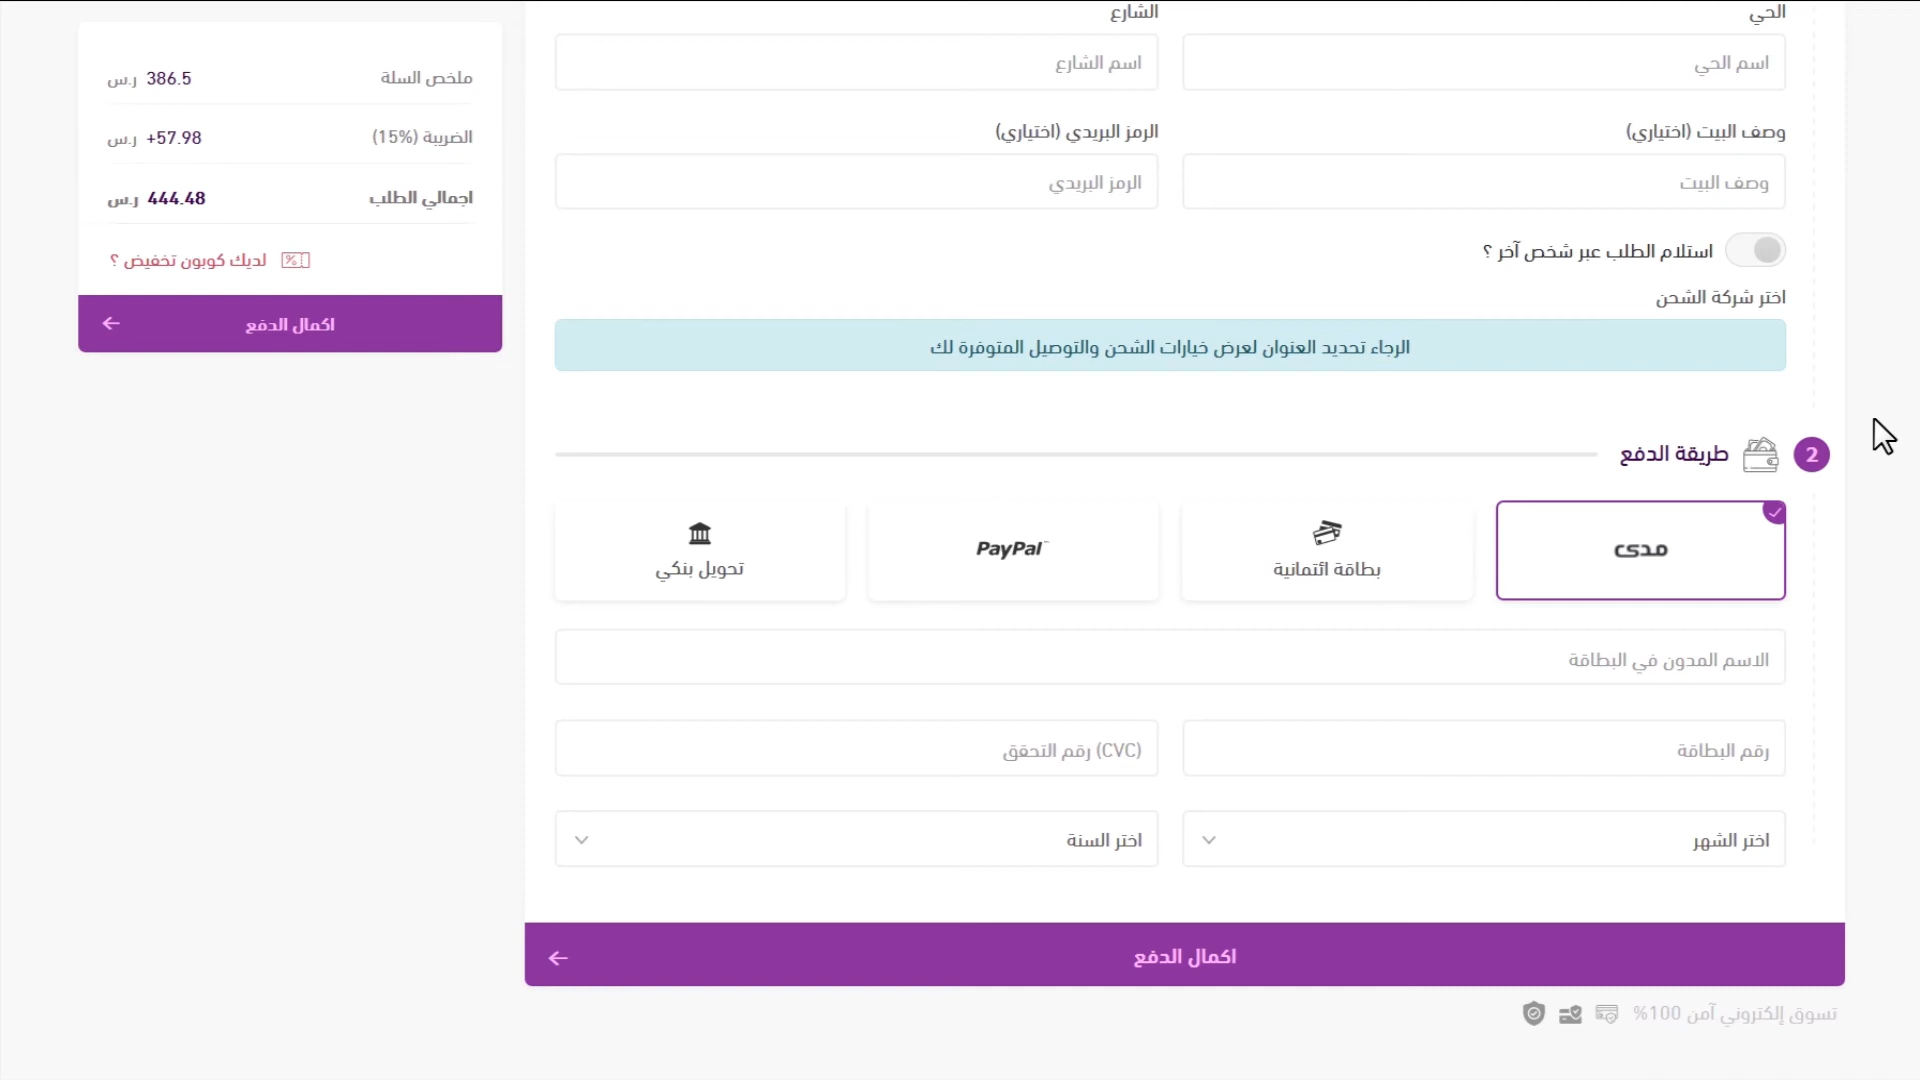 الحي
الشارع
اسم الحي
اسم الشارع
وصف البيت (اختياري)
الرمز البريدي (اختياري)
وصف البيت
الرمز البريدي
استلام الطلب عبر شخص آخر ؟
اختر شركة الشحن
الرجاء تحديد العنوان لعرض خيارات الشحن والتوصيل المتوفرة لك
2
طريقة الدفع
مدى
بطاقة ائتمانية
PayPal™
تحويل بنكي
الاسم المدون في البطاقة
رقم البطاقة
(CVC) رقم التحقق
اختر الشهر
اختر السنة
اكمال الدفع
تسوق إلكتروني آمن 100%
ملخص السلة
386.5 ر.س
الضريبة (15%)
+57.98 ر.س
اجمالي الطلب
444.48 ر.س
لديك كوبون تخفيض ؟
اكمال الدفع